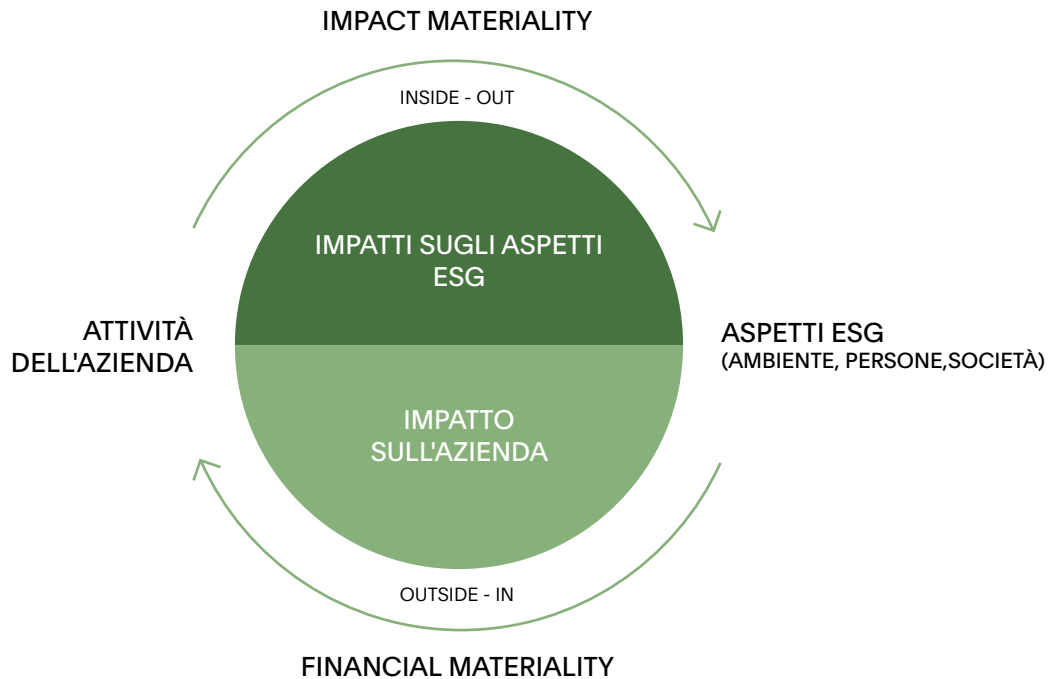 IMPACT MATERIALITY
INSIDE - OUT
IMPATTI SUGLI ASPETTI
ESG
ATTIVITÀ
DELL'AZIENDA
ASPETTI ESG
(AMBIENTE, PERSONE,SOCIETÀ)
IMPATTO
SULL'AZIENDA
OUTSIDE - IN
FINANCIAL MATERIALITY